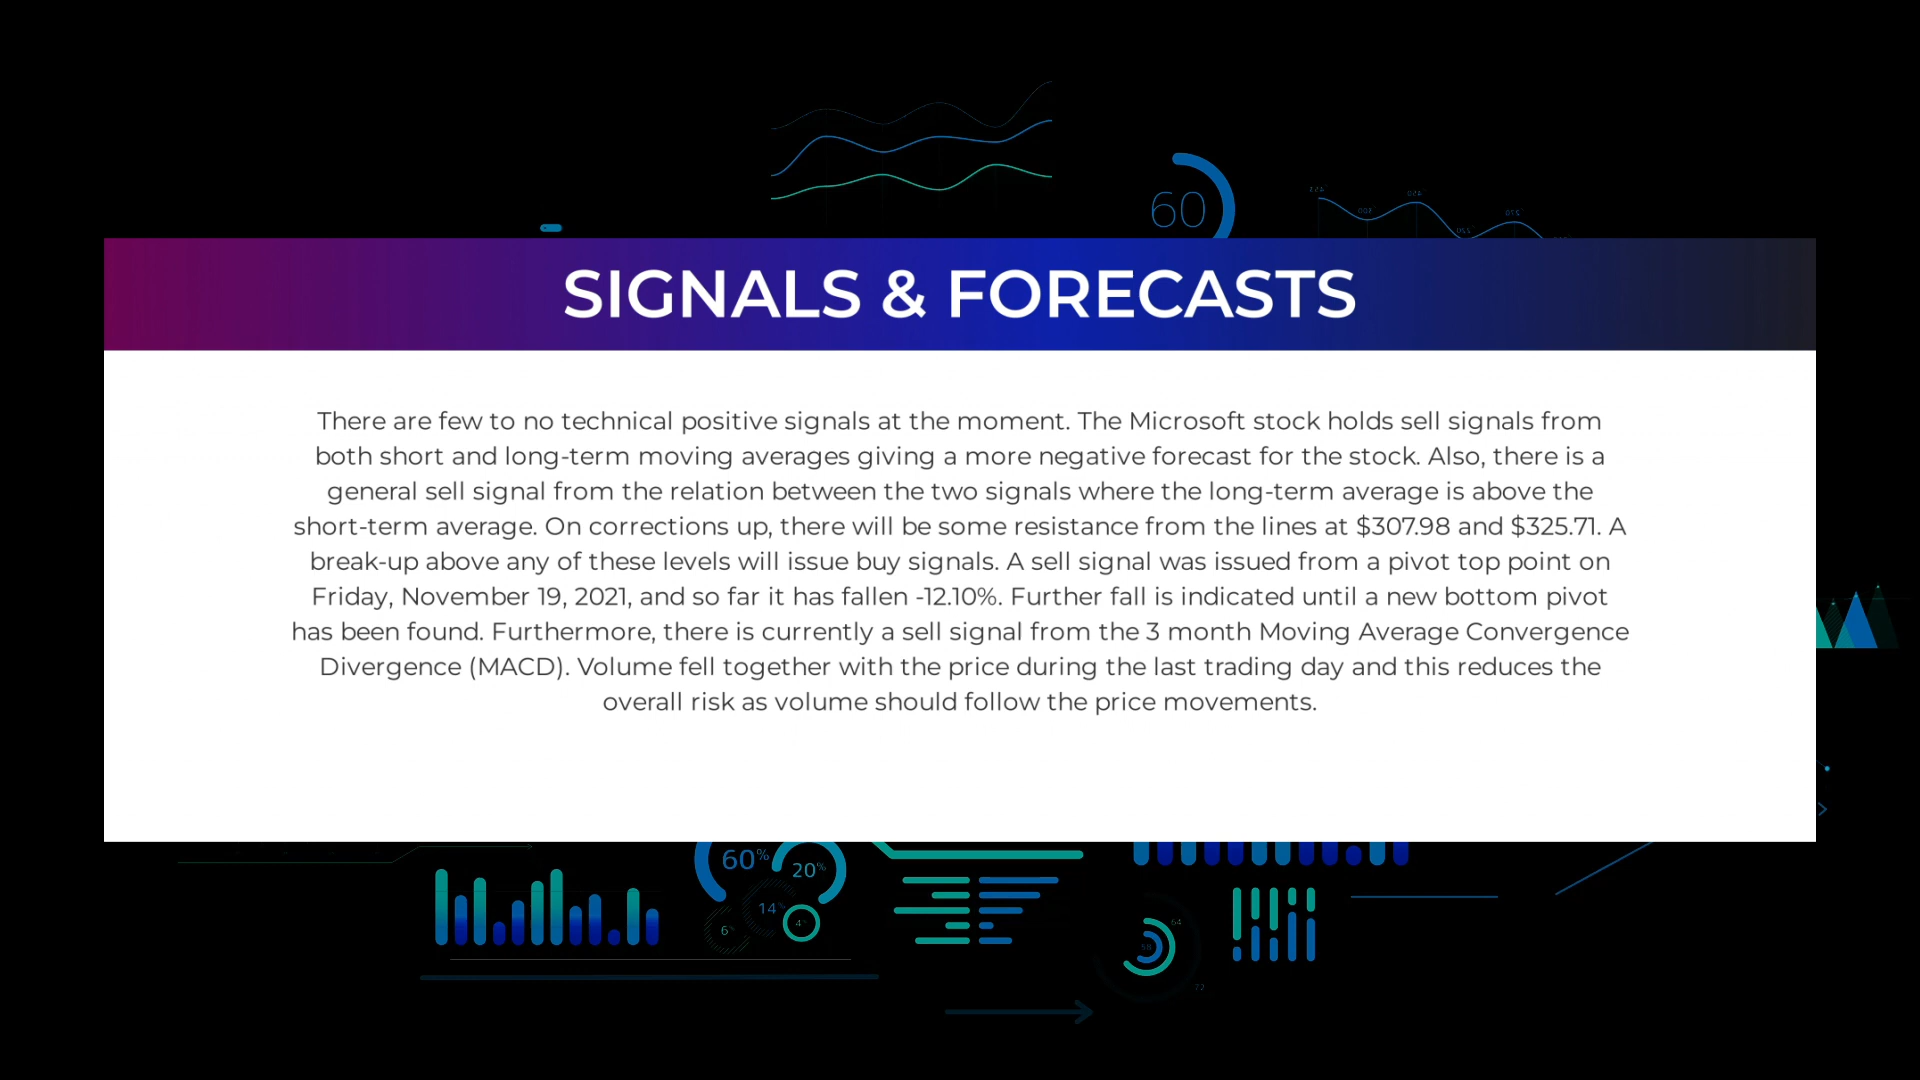 60
SIGNALS & FORECASTS
There are few to no technical positive signals at the moment. The Microsoft stock holds sell signals from
both short and long-term moving averages giving a more negative forecast for the stock. Also, there is a
general sell signal from the relation between the two signals where the long-term average is above the
short-term average. On corrections up, there will be some resistance from the lines at $307.98 and $325.71. A
break-up above any of these levels will issue buy signals. A sell signal was issued from a pivot top point on
Friday, November 19, 2021, and so far it has fallen -12.10%. Further fall is indicated until a new bottom pivot
has been found. Furthermore, there is currently a sell signal from the 3 month Moving Average Convergence
Divergence (MACD). Volume fell together with the price during the last trading day and this reduces the
overall risk as volume should follow the price movements.
60%
20%
14
4
6
64
58
72